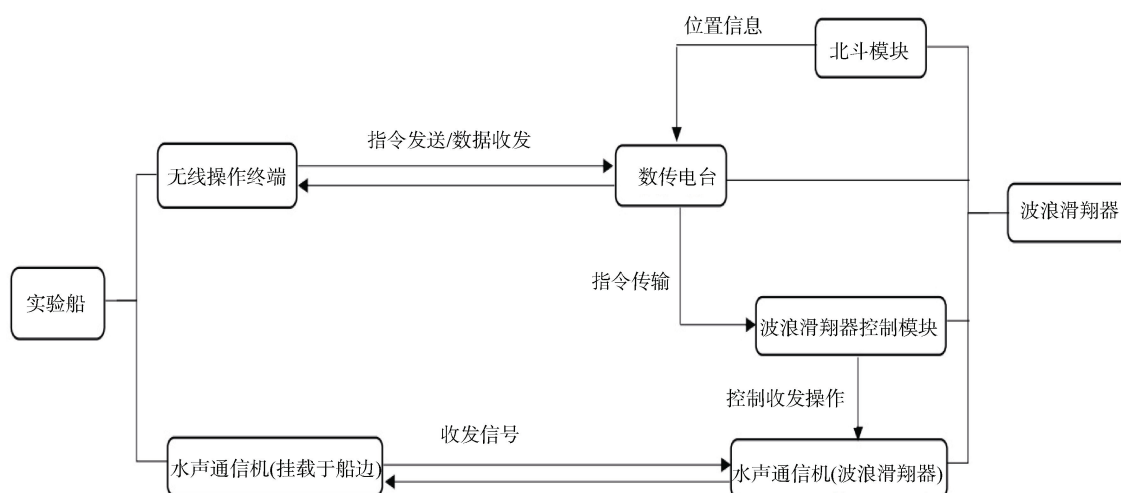 位置信息
北斗模块
指令发送/数据收发
无线操作终端
数传电台
波浪滑翔器
指令传输
实验船
波浪滑翔器控制模块
控制收发操作
收发信号
水声通信机(挂载于船边)
水声通信机(波浪滑翔器)